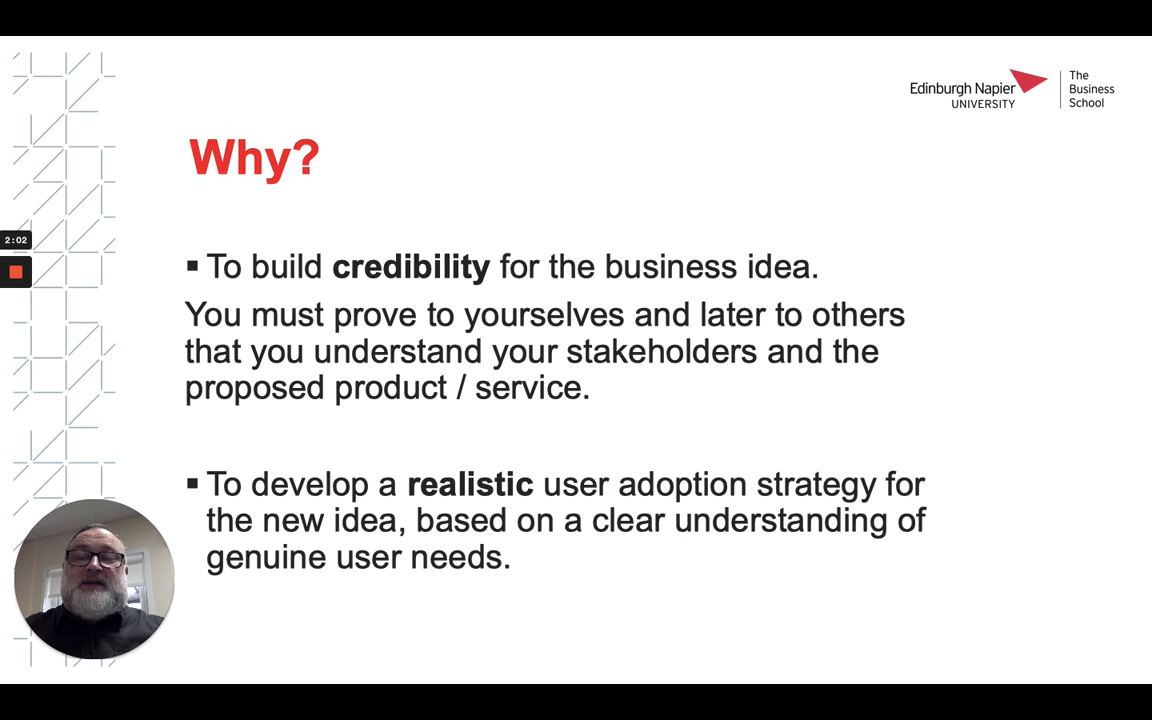 Edinburgh Napier
UNIVERSITY
The
Business
School
Why?
2:02
▪ To build credibility for the business idea.
You must prove to yourselves and later to others
that you understand your stakeholders and the
proposed product / service.
▪ To develop a realistic user adoption strategy for
the new idea, based on a clear understanding of
genuine user needs.